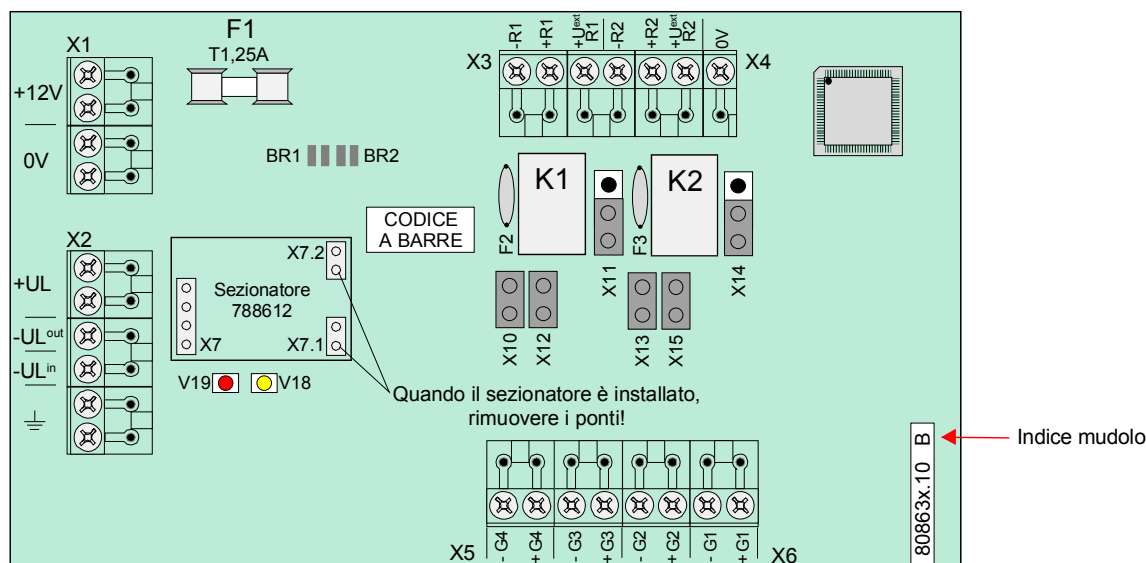 F1
T1,25A
X1
+12V
0V
X3
-R1
+R1
+Uext R1
-R2
+R2
+Uext R2
0V
X4
BR1
BR2
K1
K2
F2
F3
X11
X14
CODICE
A BARRE
X2
+UL
-ULout
-ULin
X7.2
Sezionatore
788612
X7
X7.1
X10
X12
X13
X15
V19
V18
Quando il sezionatore è installato,
rimuovere i ponti!
80863x.10 B
Indice mudolo
X5
- G4
+ G4
- G3
+ G3
- G2
+ G2
- G1
+ G1
X6